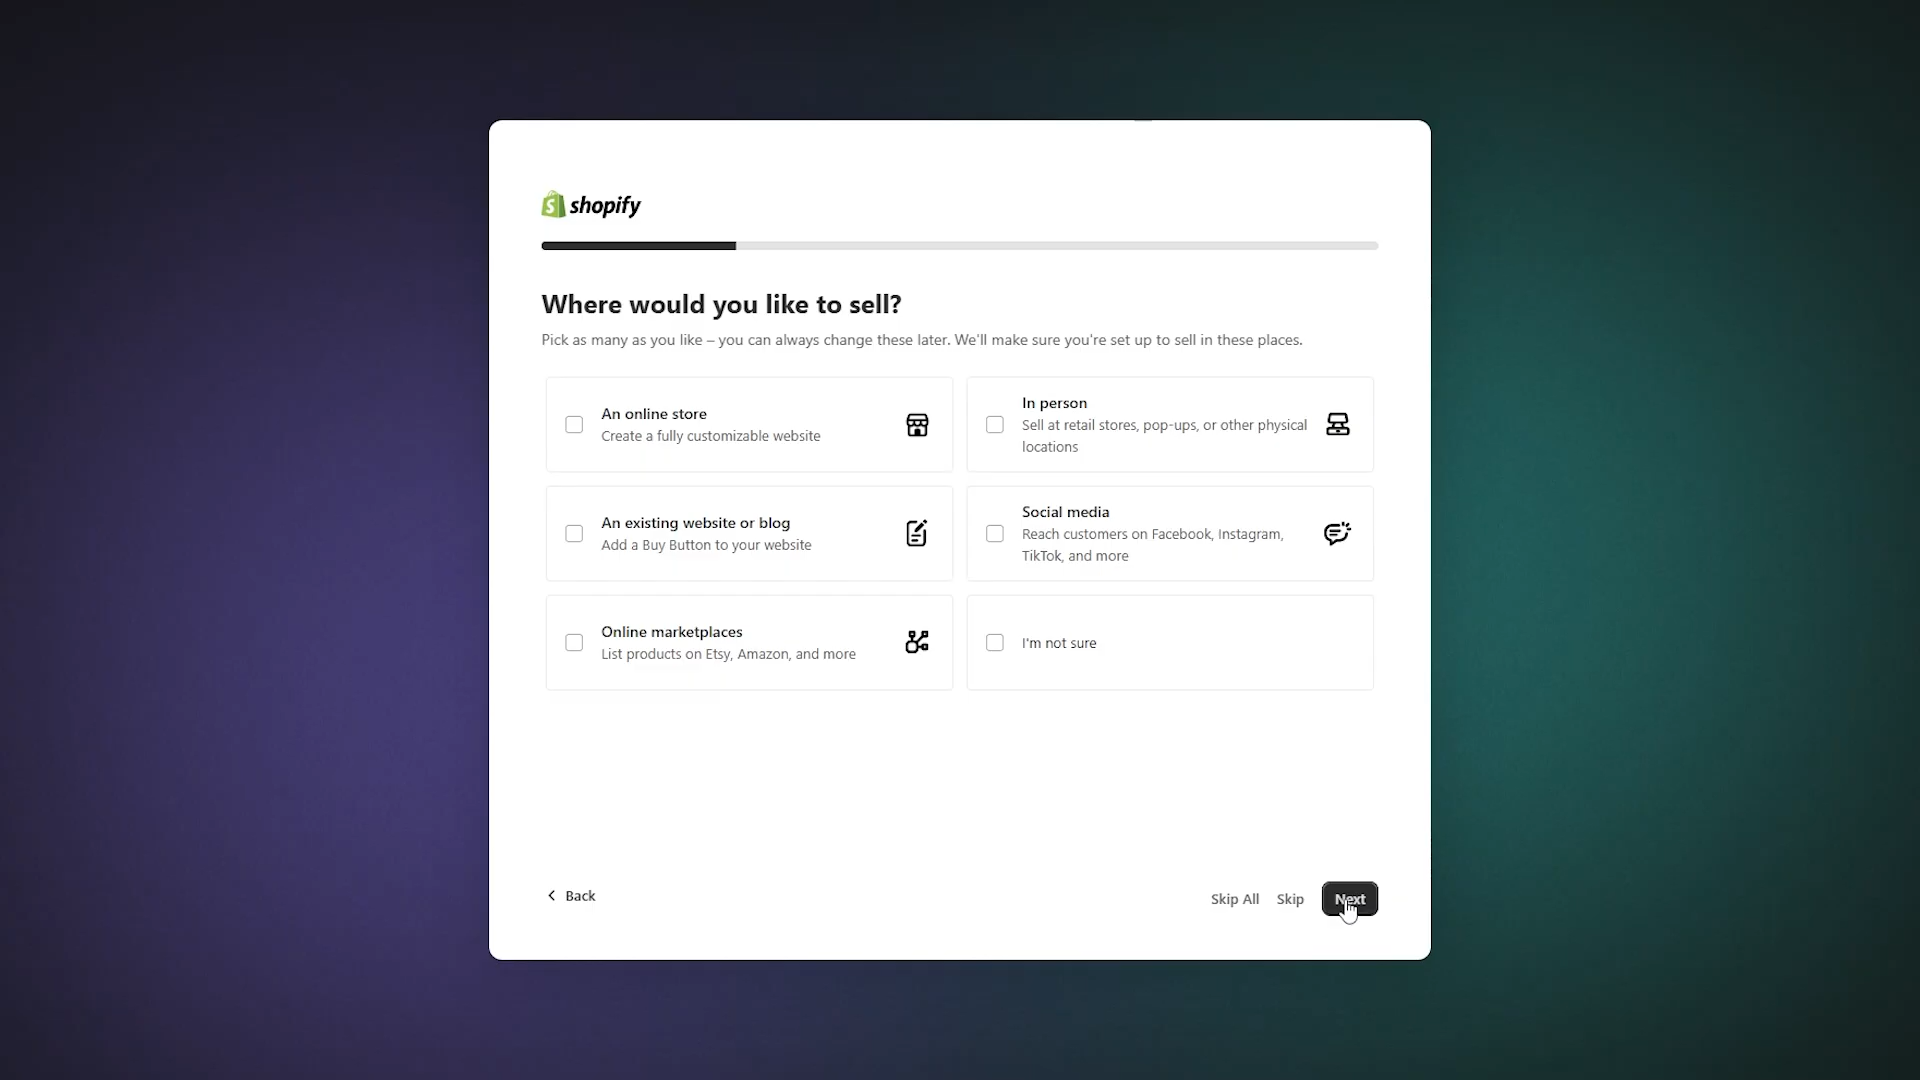 shopify
Where would you like to sell?
Pick as many as you like – you can always change these later. We'll make sure you're set up to sell in these places.
An online store
Create a fully customizable website
In person
Sell at retail stores, pop-ups, or other physical
locations
An existing website or blog
Add a Buy Button to your website
Social media
Reach customers on Facebook, Instagram,
TikTok, and more
Online marketplaces
List products on Etsy, Amazon, and more
I'm not sure
Back
Skip All
Skip
Next